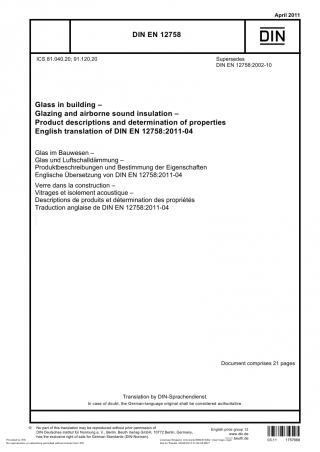 April 2011
DIN EN 12758
DIN
ICS 81.040.20; 91.120.20
Supersedes
DIN EN 12758:2002-10
Glass in building –
Glazing and airborne sound insulation –
Product descriptions and determination of properties
English translation of DIN EN 12758:2011-04
Glas im Bauwesen –
Glas und Luftschalldämmung –
Produktbeschreibungen und Bestimmung der Eigenschaften
Englische Übersetzung von DIN EN 12758:2011-04
Verre dans la construction –
Vitrages et isolement acoustique –
Descriptions de produits et détermination des propriétés
Traduction anglaise de DIN EN 12758:2011-04
Document comprises 21 pages
Translation by DIN-Sprachendienst.
In case of doubt, the German-language original shall be considered authoritative.
© No part of this translation may be reproduced without prior permission of
DIN Deutsches Institut für Normung e. V., Berlin. Beuth Verlag GmbH, 10772 Berlin, Germany,
has the exclusive right of sale for German Standards (DIN-Normen).
English price group 12
www.din.de
www.beuth.de